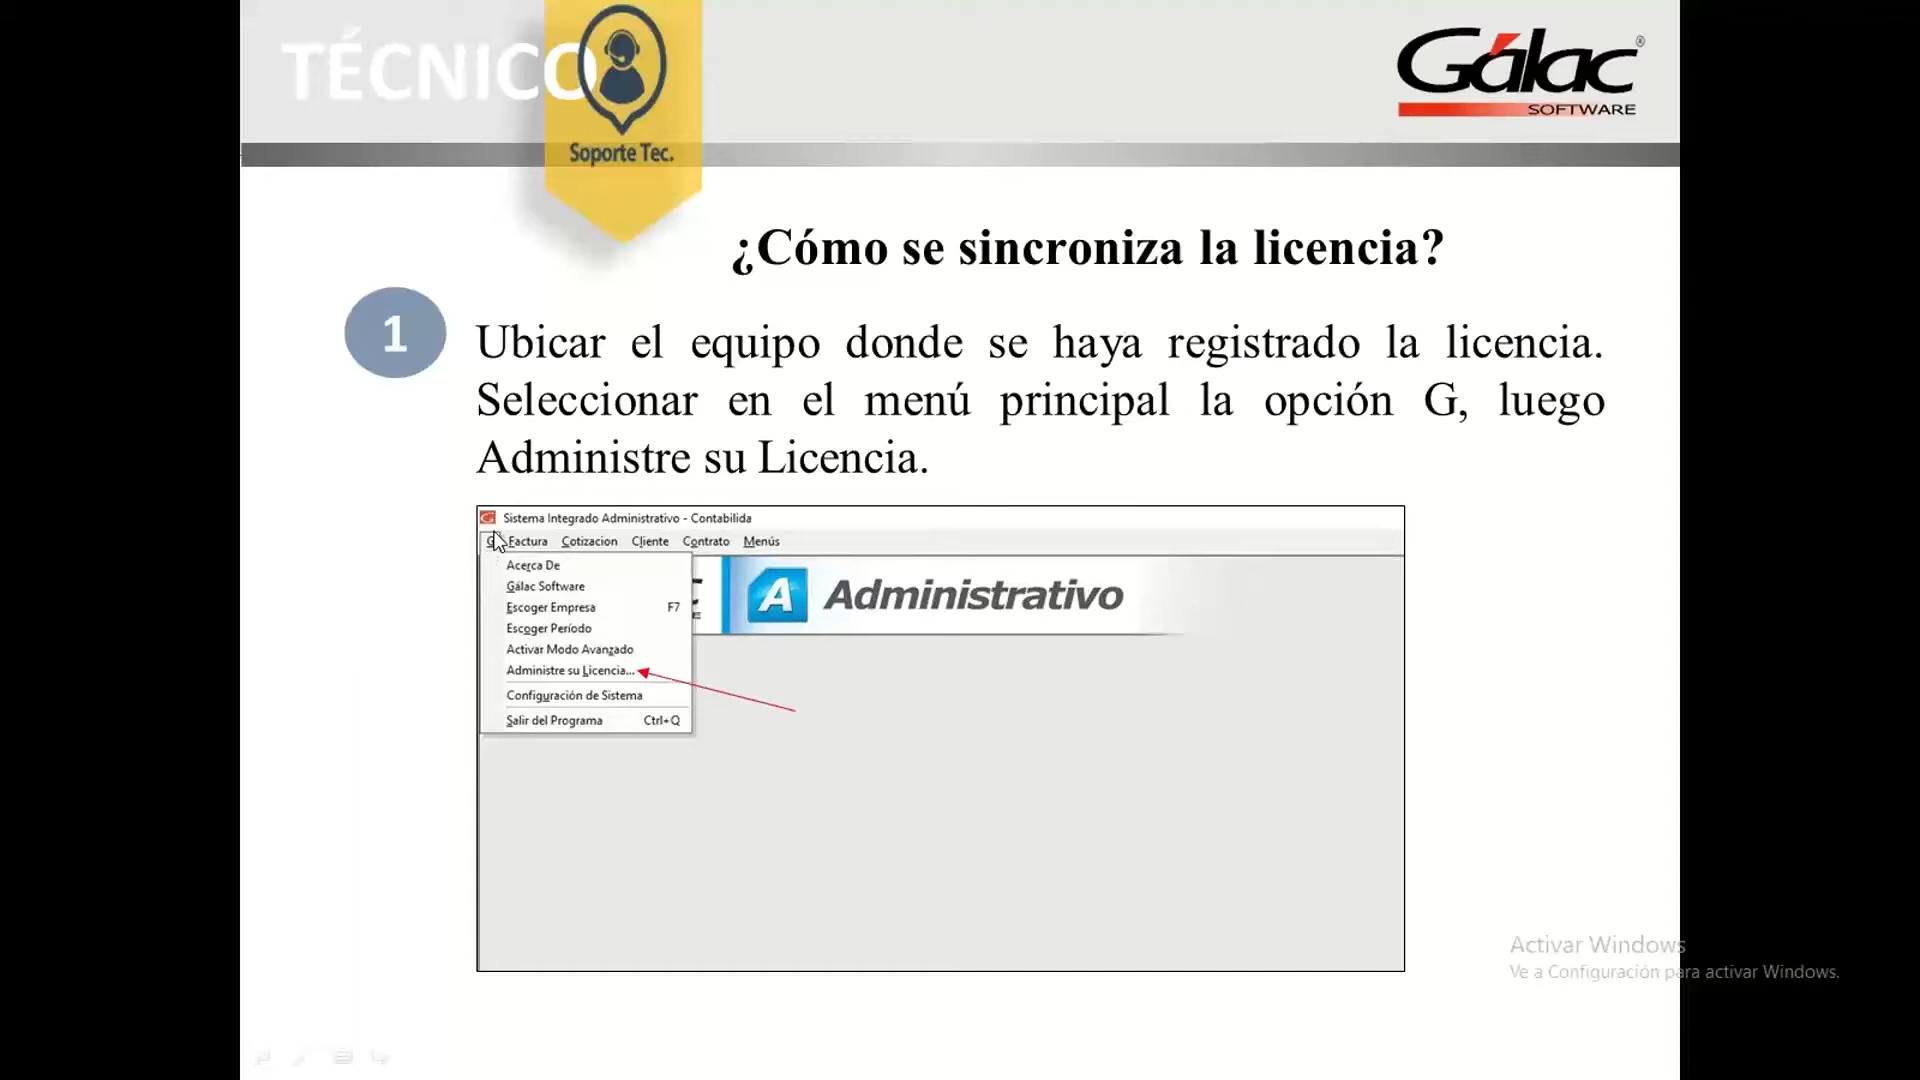 TÉCNICO
Soporte Tec.
Gálac®
SOFTWARE
¿Cómo se sincroniza la licencia?
1
Ubicar el equipo donde se haya registrado la licencia.
Seleccionar en el menú principal la opción G, luego
Administre su Licencia.
Sistema Integrado Administrativo - Contabilida
G Factura Cotizacion Cliente Contrato Menús
Acerca De
Gálac Software
Escoger Empresa F7
Escoger Período
Activar Modo Avanzado
Administre su Licencia...
Configuración de Sistema
Salir del Programa Ctrl+Q
A Administrativo
Activar Windows
Ve a Configuración para activar Windows.